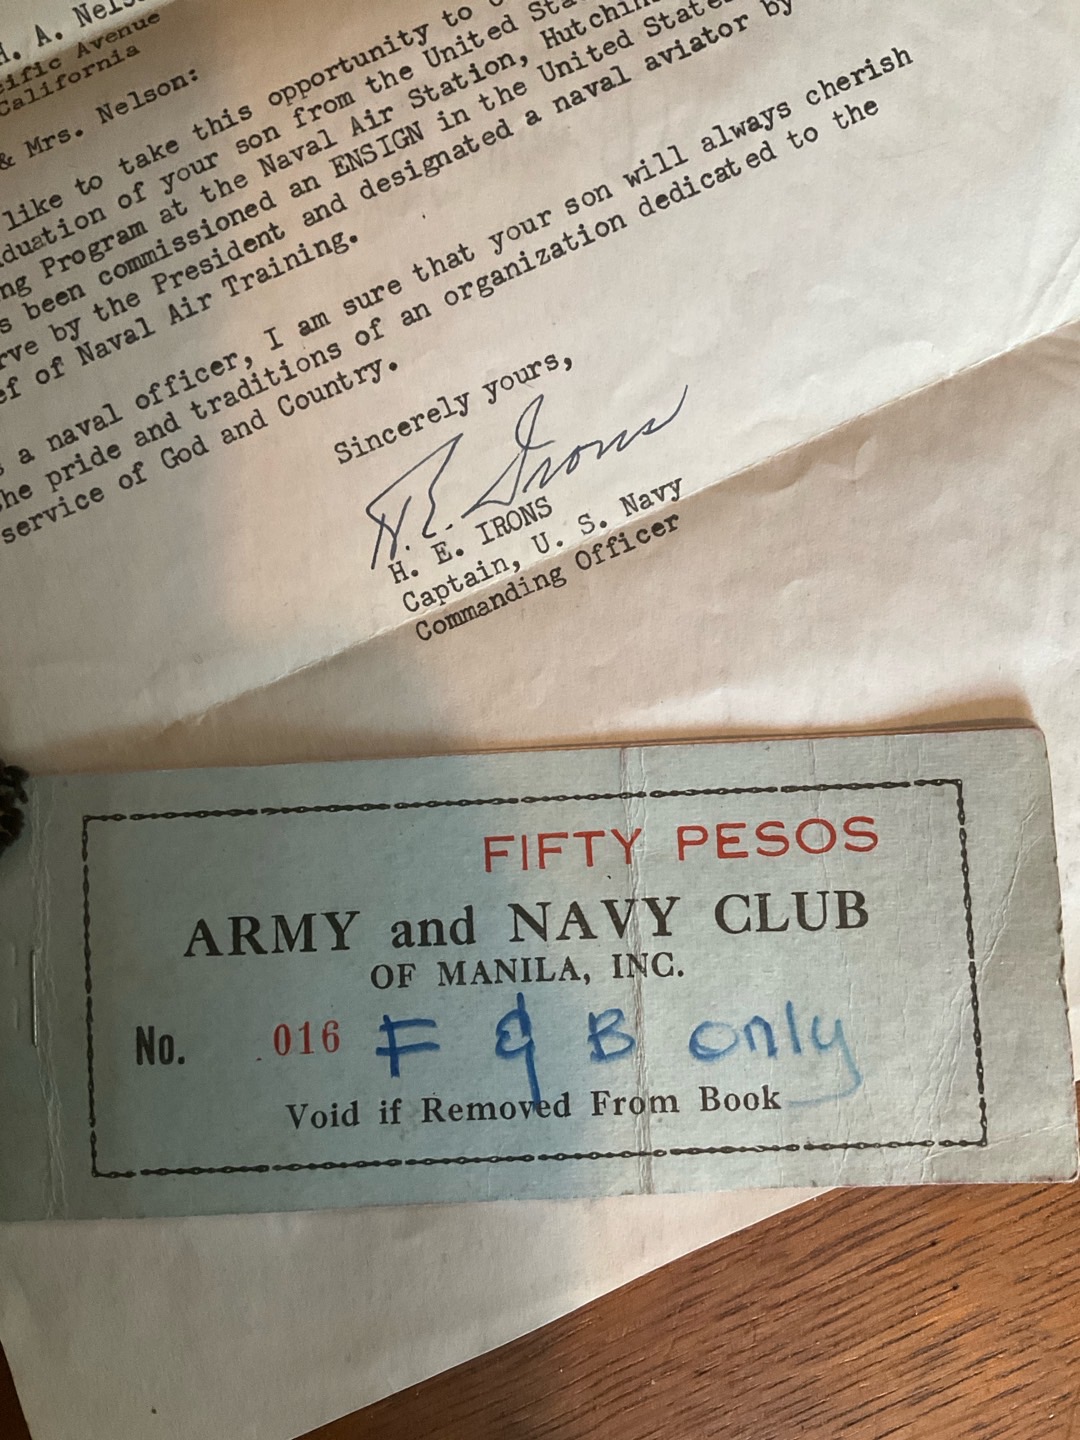 H. A. Nels
cific Avenue
California
& Mrs. Nelson:
like to take this opportunity to
duation of your son from the United Sta
ng Program at the Naval Air Station, Hutchin
s been commissioned an ENSIGN in the United State
rve by the President and designated a naval aviator by
ef of Naval Air Training.
s a naval officer, I am sure that your son will always cherish
he pride and traditions of an organization dedicated to the
service of God and Country.
Sincerely yours,
H. E. Irons
H. E. IRONS
Captain, U. S. Navy
Commanding Officer
FIFTY PESOS
ARMY and NAVY CLUB
OF MANILA, INC.
No. 016 F & B only
Void if Removed From Book